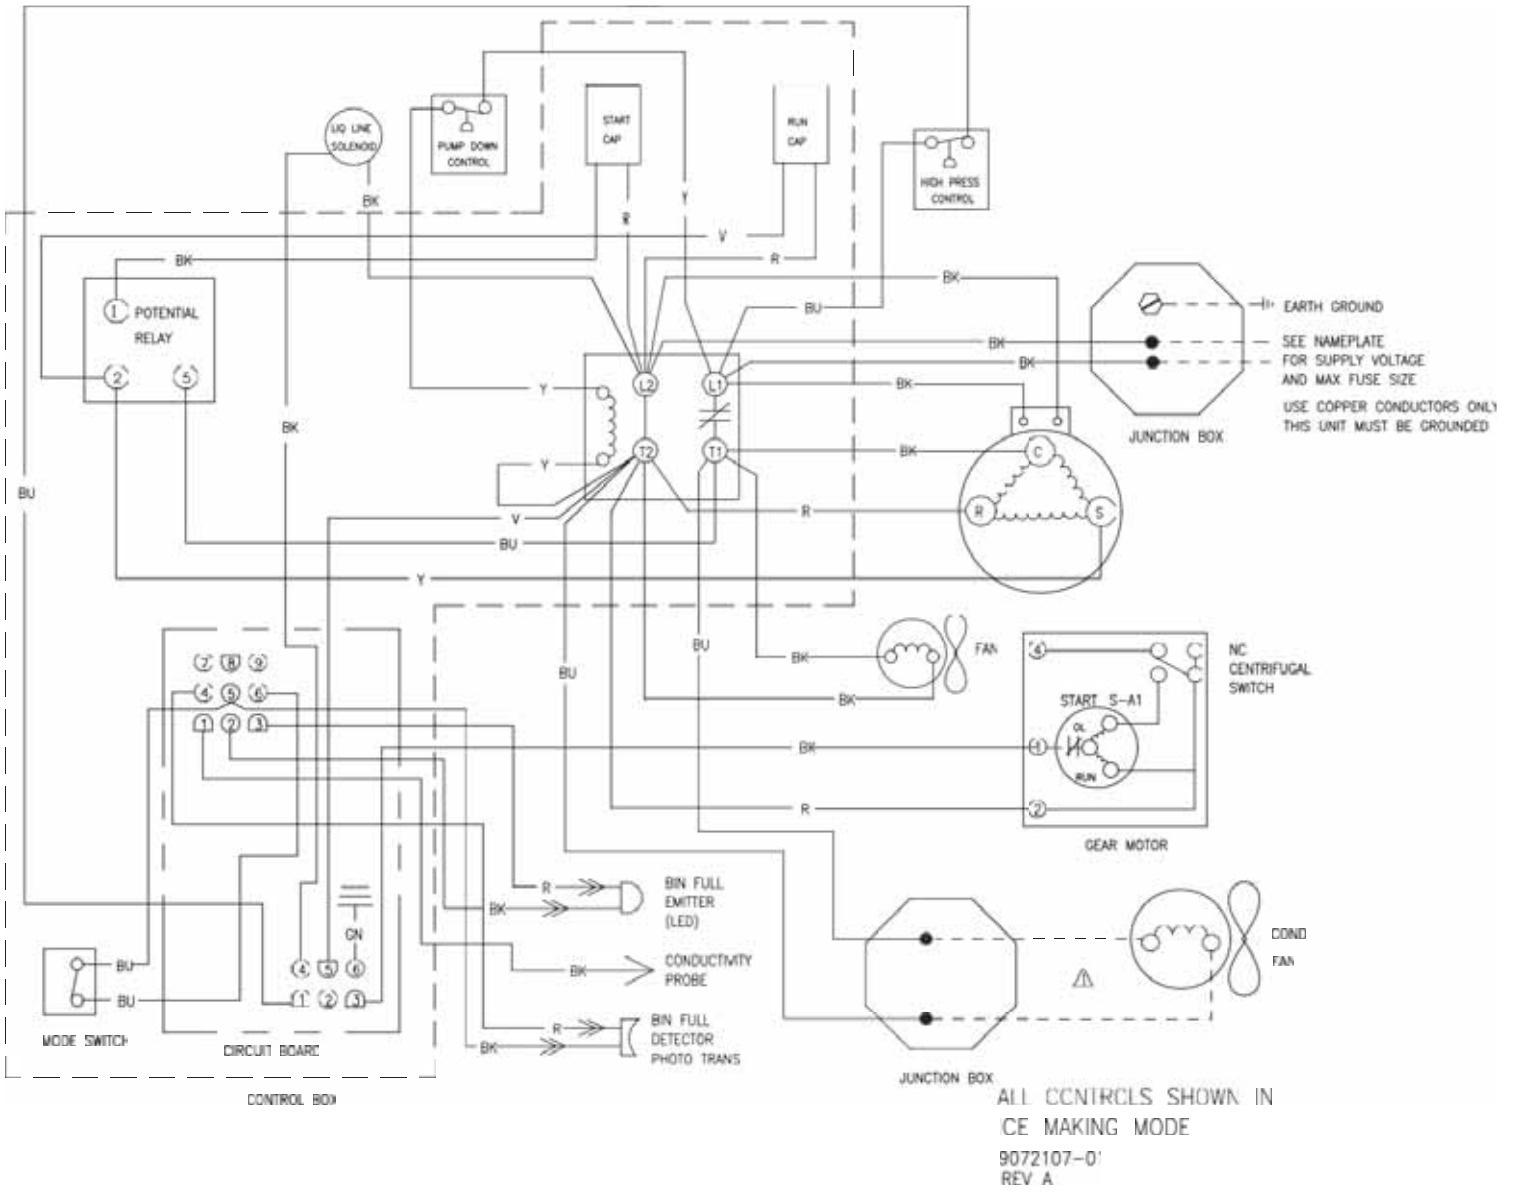 LIQ LINE
SOLENOID
PUMP DOWN
CONTROL
START
CAP
RUN
CAP
HIGH PRESS
CONTROL
BK
R
Y
V
R
BK
BK
BU
1
POTENTIAL
RELAY
2
5
EARTH GROUND
SEE NAMEPLATE
FOR SUPPLY VOLTAGE
AND MAX FUSE SIZE
USE COPPER CONDUCTORS ONLY
THIS UNIT MUST BE GROUNDED
JUNCTION BOX
BK
BK
BK
Y
L2
L1
BK
T2
T1
BK
C
Y
BU
R
R
S
V
BU
Y
BU
BU
BK
FAN
BK
4
NC
CENTRIFUGAL
SWITCH
START S-A1
OL
1
RUN
2
GEAR MOTOR
BK
R
7 8 9
4 5 6
1 2 3
R
BK
BIN FULL
EMITTER
(LED)
GN
4 5 6
1 2 3
BK
CONDUCTIVITY
PROBE
R
BK
BIN FULL
DETECTOR
PHOTO TRANS
BU
BU
MODE SWITCH
CIRCUIT BOARD
CONTROL BOX
COND
FAN
JUNCTION BOX
ALL CONTROLS SHOWN IN
CE MAKING MODE
9072107-01
REV A